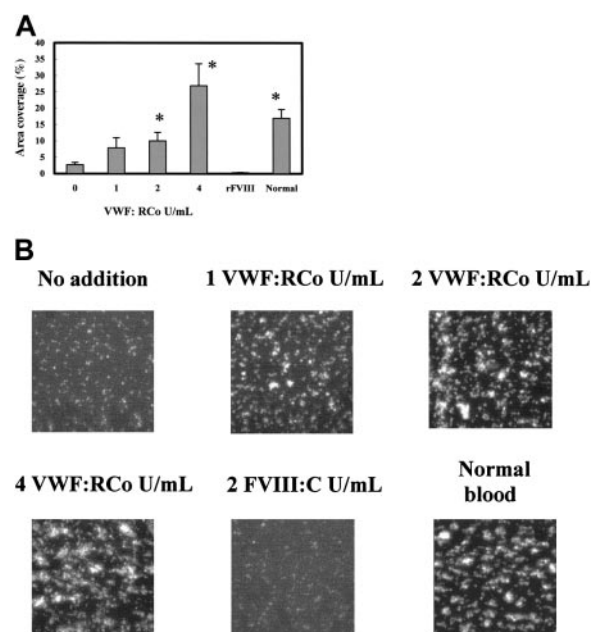 A
Area coverage (%)
40
35
30
25
20
15
10
5
0
*
*
*
0 1 2 4 rFVIII Normal
VWF: RCo U/mL
B
No addition
1 VWF:RCo U/mL
2 VWF:RCo U/mL
4 VWF:RCo U/mL
2 FVIII:C U/mL
Normal
blood